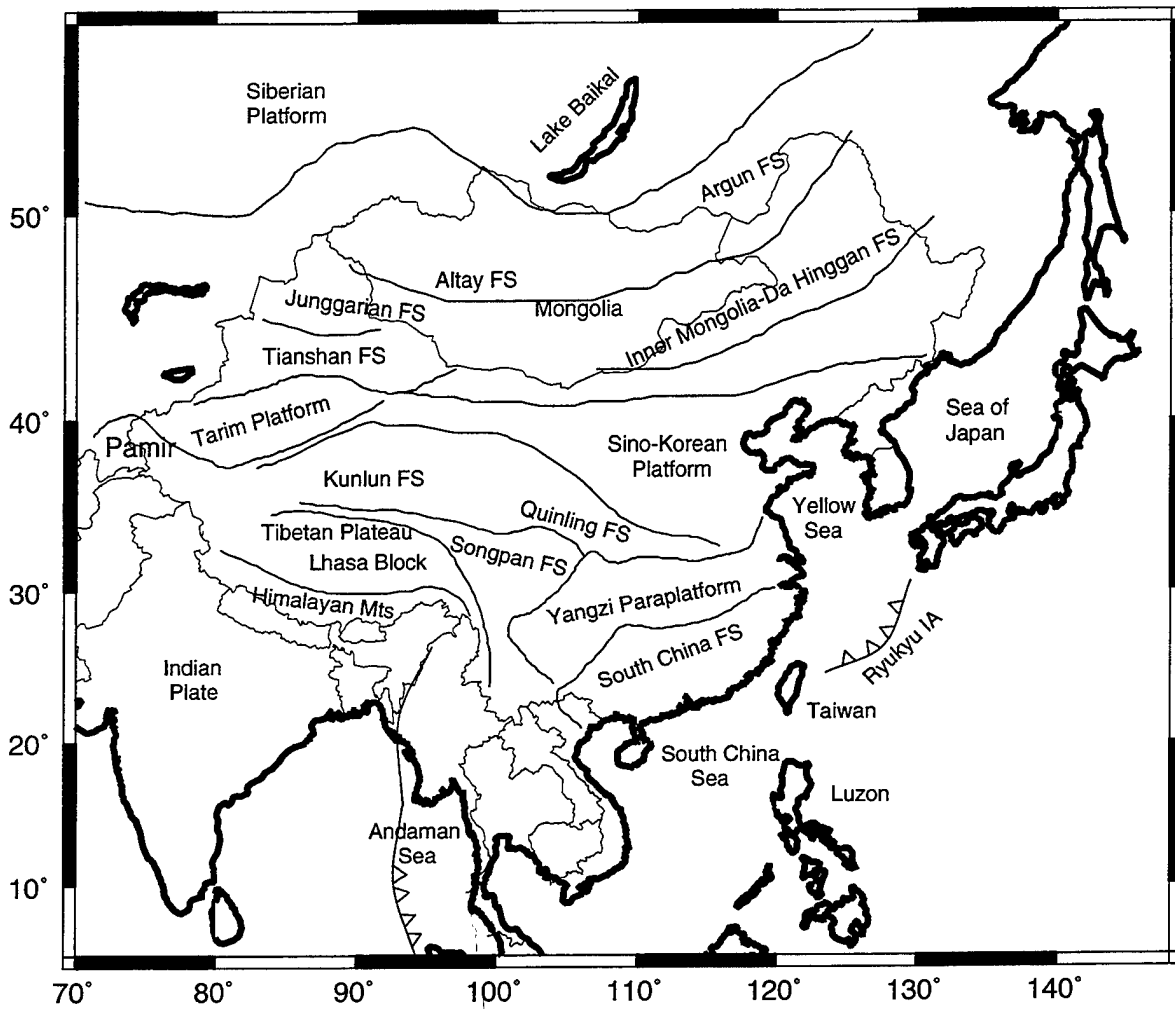 Siberian
Platform
Lake Baikal
Argun FS
50°
Altay FS
Mongolia
Inner Mongolia-Da Hinggan FS
Junggarian FS
Tianshan FS
40°
Tarim Platform
Pamir
Sino-Korean
Platform
Sea of
Japan
Kunlun FS
Quinling FS
Yellow
Sea
Tibetan Plateau
Songpan FS
Lhasa Block
30°
Himalayan Mts
Yangzi Paraplatform
South China FS
Ryukyu IA
Indian
Plate
Taiwan
20°
South China
Sea
Luzon
Andaman
Sea
10°
70°
80°
90°
100°
110°
120°
130°
140°